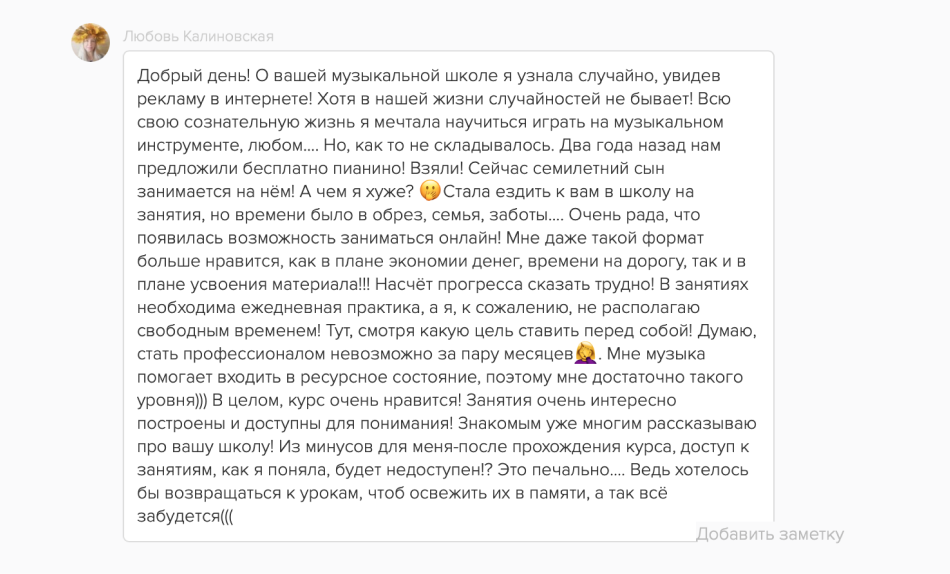 Любовь Калиновская
Добрый день! О вашей музыкальной школе я узнала случайно, увидев
рекламу в интернете! Хотя в нашей жизни случайностей не бывает! Всю
свою сознательную жизнь я мечтала научиться играть на музыкальном
инструменте, любом.... Но, как то не складывалось. Два года назад нам
предложили бесплатно пианино! Взяли! Сейчас семилетний сын
занимается на нём! А чем я хуже? 🤭Стала ездить к вам в школу на
занятия, но времени было в обрез, семья, заботы.... Очень рада, что
появилась возможность заниматься онлайн! Мне даже такой формат
больше нравится, как в плане экономии денег, времени на дорогу, так и в
плане усвоения материала!!! Насчёт прогресса сказать трудно! В занятиях
необходима ежедневная практика, а я, к сожалению, не располагаю
свободным временем! Тут, смотря какую цель ставить перед собой! Думаю,
стать профессионалом невозможно за пару месяцев🤦‍♀️. Мне музыка
помогает входить в ресурсное состояние, поэтому мне достаточно такого
уровня))) В целом, курс очень нравится! Занятия очень интересно
построены и доступны для понимания! Знакомым уже многим рассказываю
про вашу школу! Из минусов для меня-после прохождения курса, доступ к
занятиям, как я поняла, будет недоступен!? Это печально.... Ведь хотелось
бы возвращаться к урокам, чтоб освежить их в памяти, а так всё
забудется(((
Добавить заметку